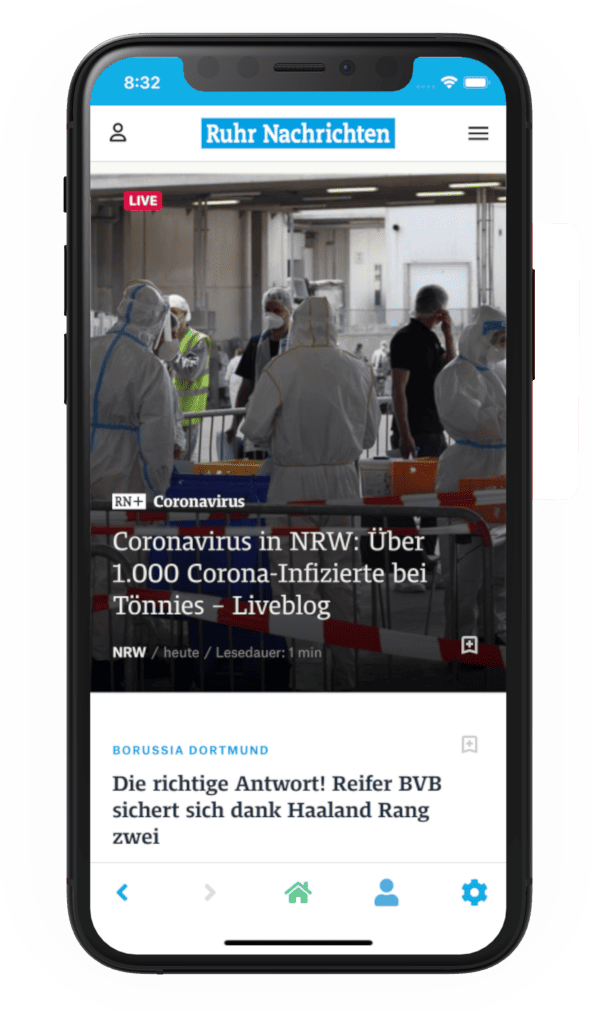 8:32
Ruhr Nachrichten
LIVE
RN+ Coronavirus
Coronavirus in NRW: Über
1.000 Corona-Infizierte bei
Tönnies – Liveblog
NRW / heute / Lesedauer: 1 min
BORUSSIA DORTMUND
Die richtige Antwort! Reifer BVB
sichert sich dank Haaland Rang
zwei